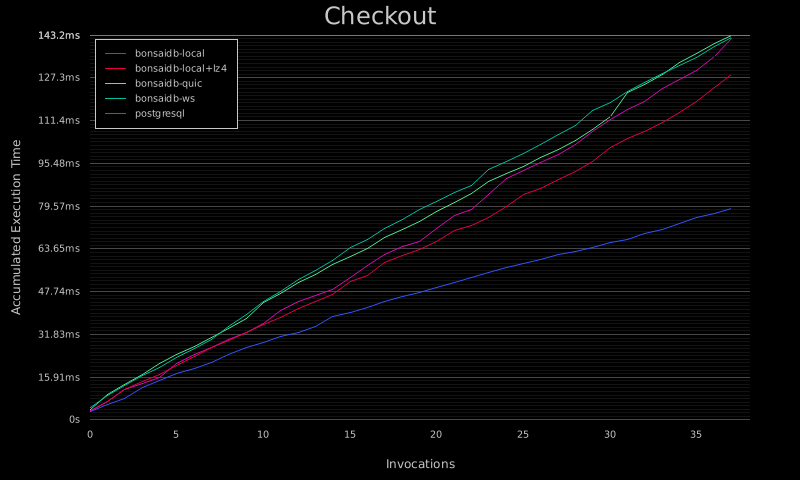 Checkout
143.2ms
127.3ms
111.4ms
95.48ms
79.57ms
63.65ms
47.74ms
31.83ms
15.91ms
0s
bonsaidb-local
bonsaidb-local+lz4
bonsaidb-quic
bonsaidb-ws
postgresql
Accumulated Execution Time
0 5 10 15 20 25 30 35
Invocations